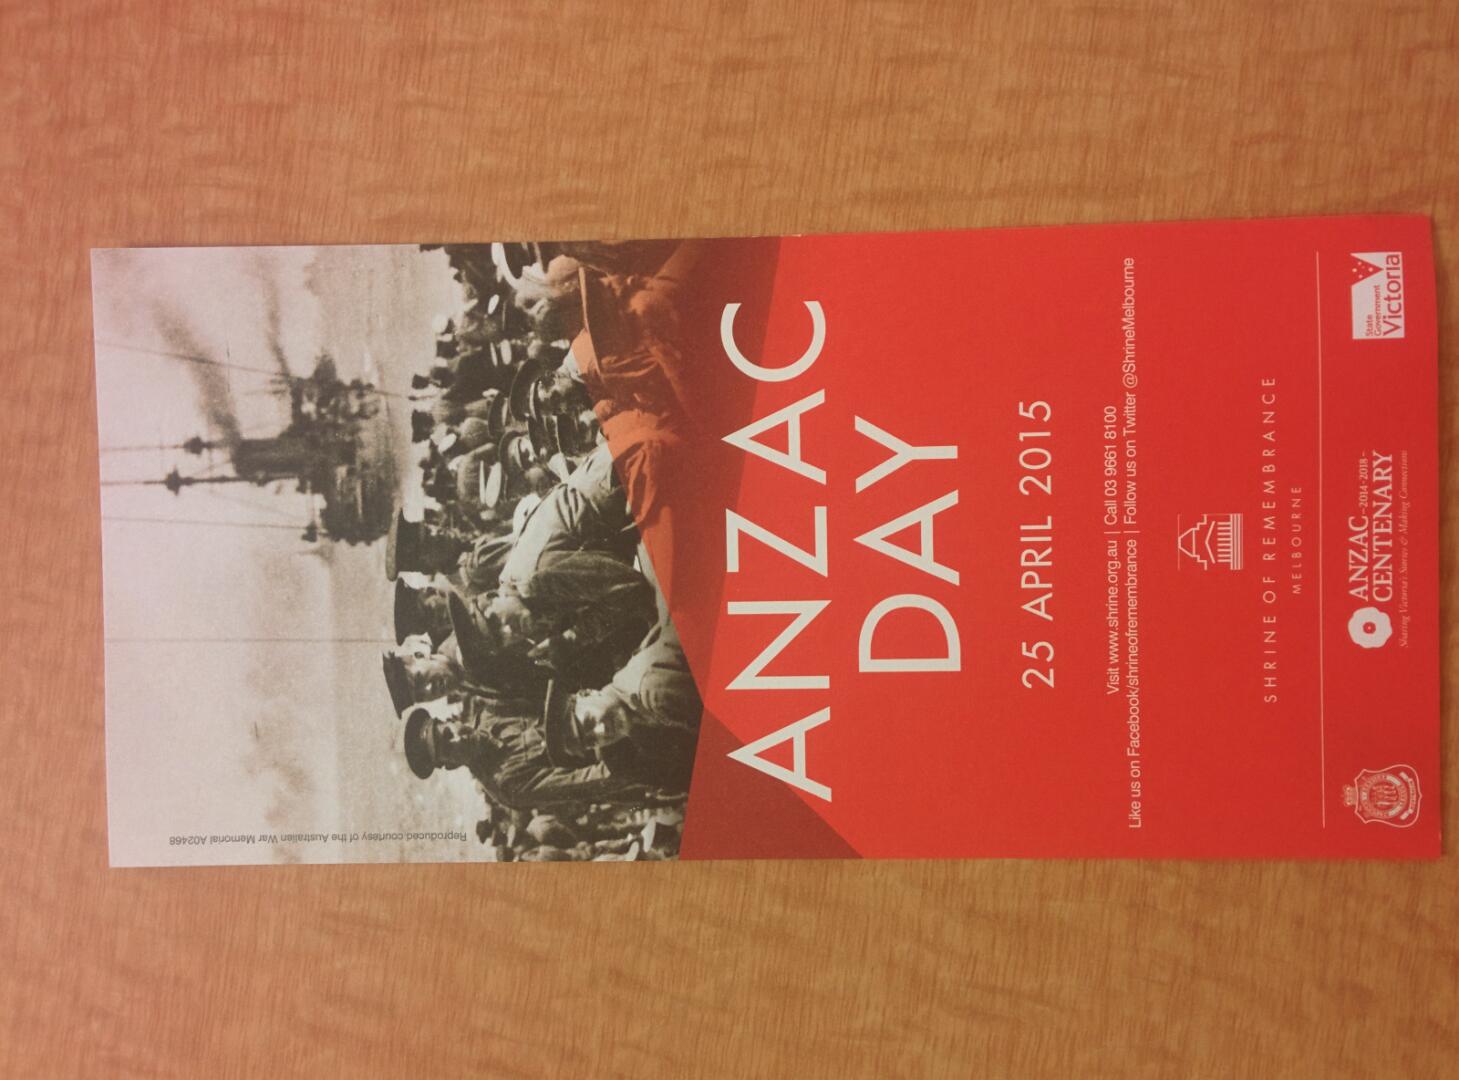 Reproduced courtesy of the Australian War Memorial A02468
ANZAC
DAY
25 APRIL 2015
Visit www.shrine.org.au | Call 03 9661 8100
Like us on Facebook/shrineofremembrance | Follow us on Twitter @ShrineMelbourne
SHRINE OF REMEMBRANCE
MELBOURNE
ANZAC
-2014-2018-
CENTENARY
Sharing Victoria's Stories & Making Connections
State
Government
Victoria